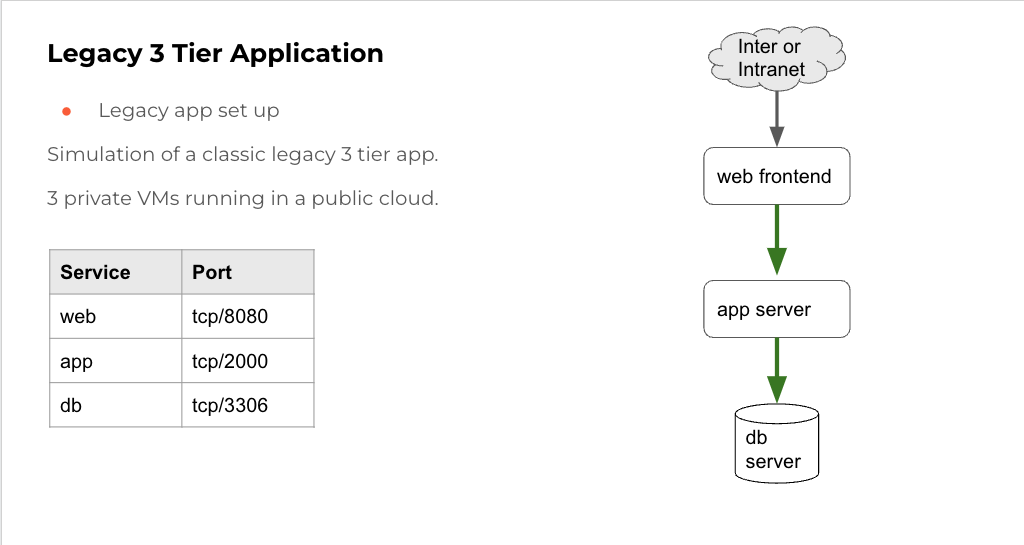 Legacy 3 Tier Application
● Legacy app set up
Simulation of a classic legacy 3 tier app.
3 private VMs running in a public cloud.
Service Port
web tcp/8080
app tcp/2000
db tcp/3306
Inter or
Intranet
web frontend
app server
db
server